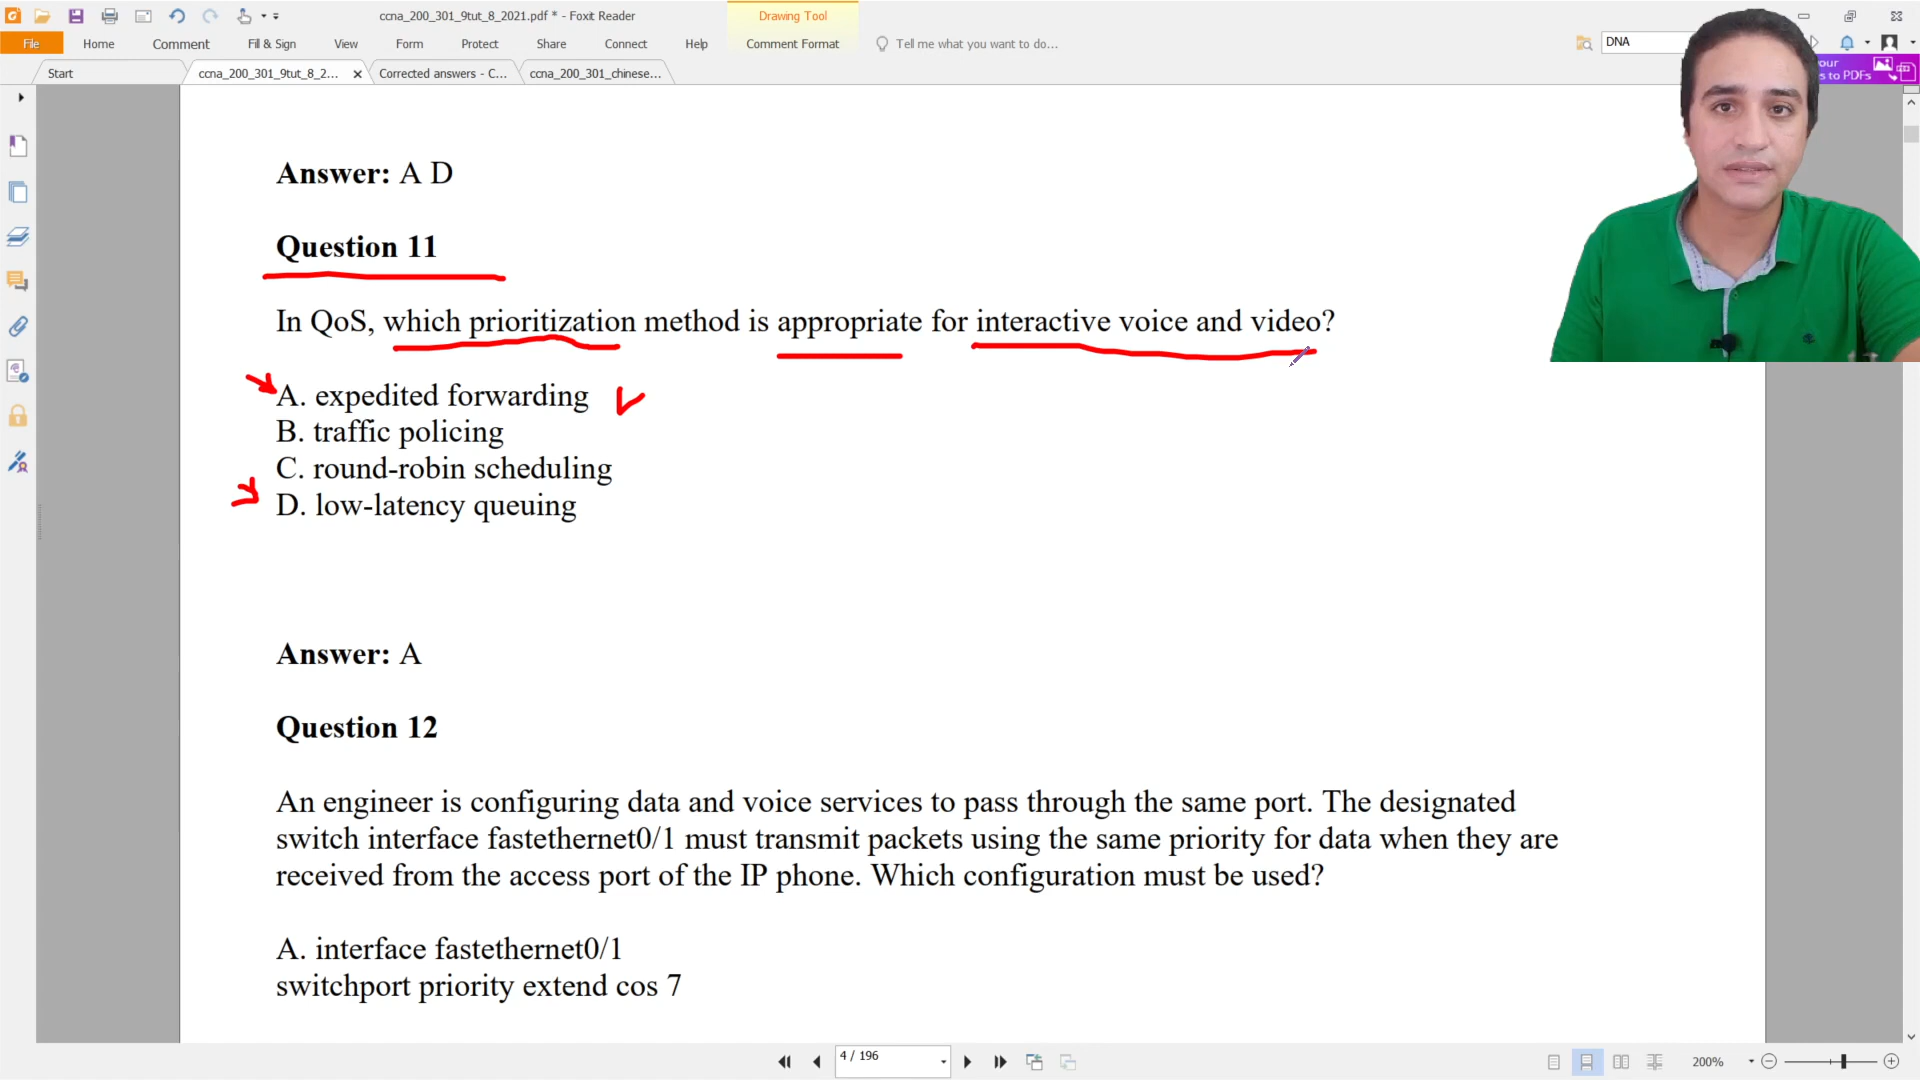 ccna_200_301_9tut_8_2021.pdf * - Foxit Reader
Drawing Tool
File
Home
Comment
Fill & Sign
View
Form
Protect
Share
Connect
Help
Comment Format
Tell me what you want to do...
DNA
Start
ccna_200_301_9tut_8_2...
Corrected answers - C...
ccna_200_301_chinese...
your
s to PDFs
Answer: A D
Question 11
In QoS, which prioritization method is appropriate for interactive voice and video?
A. expedited forwarding
B. traffic policing
C. round-robin scheduling
D. low-latency queuing
Answer: A
Question 12
An engineer is configuring data and voice services to pass through the same port. The designated
switch interface fastethernet0/1 must transmit packets using the same priority for data when they are
received from the access port of the IP phone. Which configuration must be used?
A. interface fastethernet0/1
switchport priority extend cos 7
4 / 196
200%